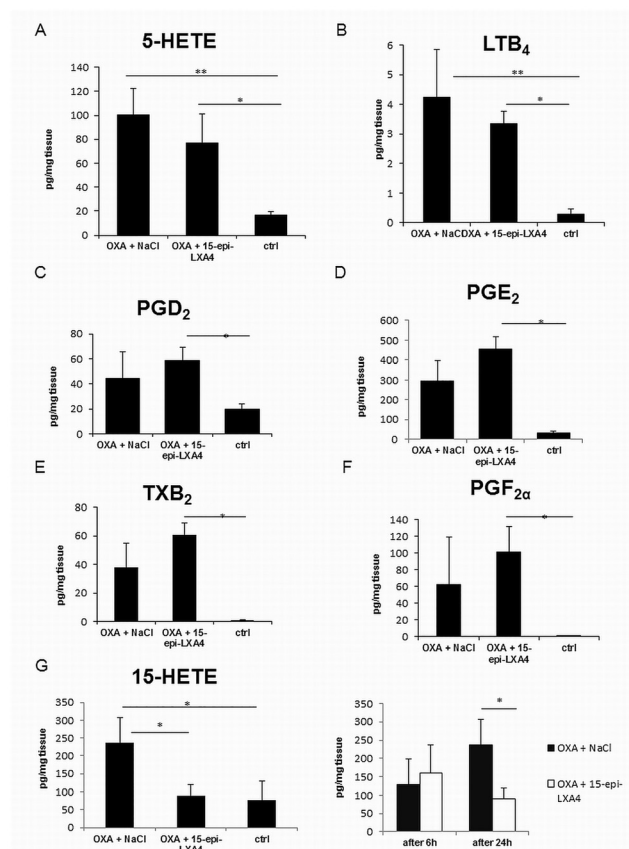 A
5-HETE
140
120
100
80
60
40
20
0
pg/mg tissue
**
*
OXA + NaCl
OXA + 15-epi-
LXA4
ctrl
B
LTB4
6
5
4
3
2
1
0
pg/mg tissue
**
*
OXA + NaCl
OXA + 15-epi-LXA4
ctrl
C
PGD2
80
60
40
20
0
pg/mg tissue
OXA + NaCl
OXA + 15-
epi-LXA4
ctrl
D
PGE2
600
500
400
300
200
100
0
pg/mg tissue
*
OXA + NaCl
OXA + 15-
epi-LXA4
ctrl
E
TXB2
80
60
40
20
0
pg/mg tissue
OXA + NaCl
OXA + 15-
epi-LXA4
ctrl
F
PGF2α
140
120
100
80
60
40
20
0
pg/mg tissue
OXA + NaCl
OXA + 15-
epi-LXA4
ctrl
G
15-HETE
350
300
250
200
150
100
50
0
pg/mg tissue
*
*
OXA + NaCl
OXA + 15-epi-
LXA4
ctrl
350
300
250
200
150
100
50
0
pg/mg tissue
*
after 6h
after 24h
OXA + NaCl
OXA + 15-epi-
LXA4